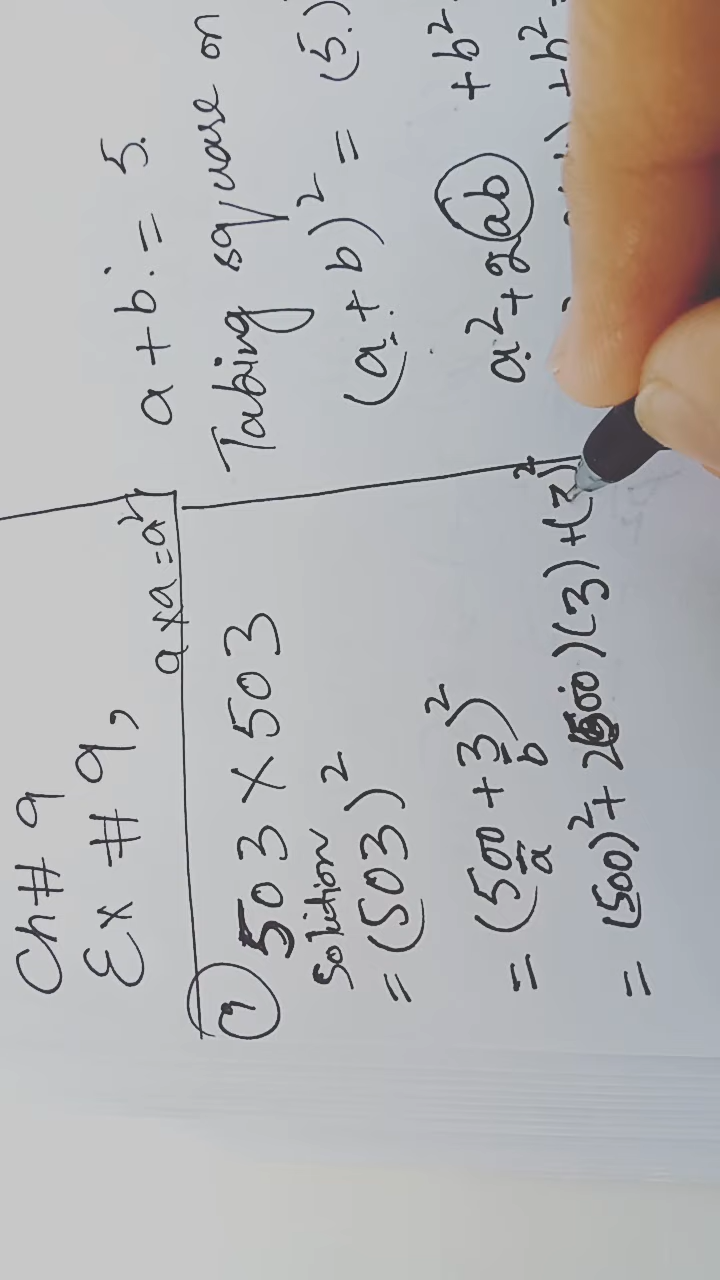 Ch # 9
Ex # 9,
a x a = a²
503 × 503
Solution
= (503)²
= (500 + 3)²
a b
= (500)² + 2(500)(3) + (3)²
a + b = 5.
Taking square on
(a + b)² = (5.)
a² + 2ab + b²
+ b² =